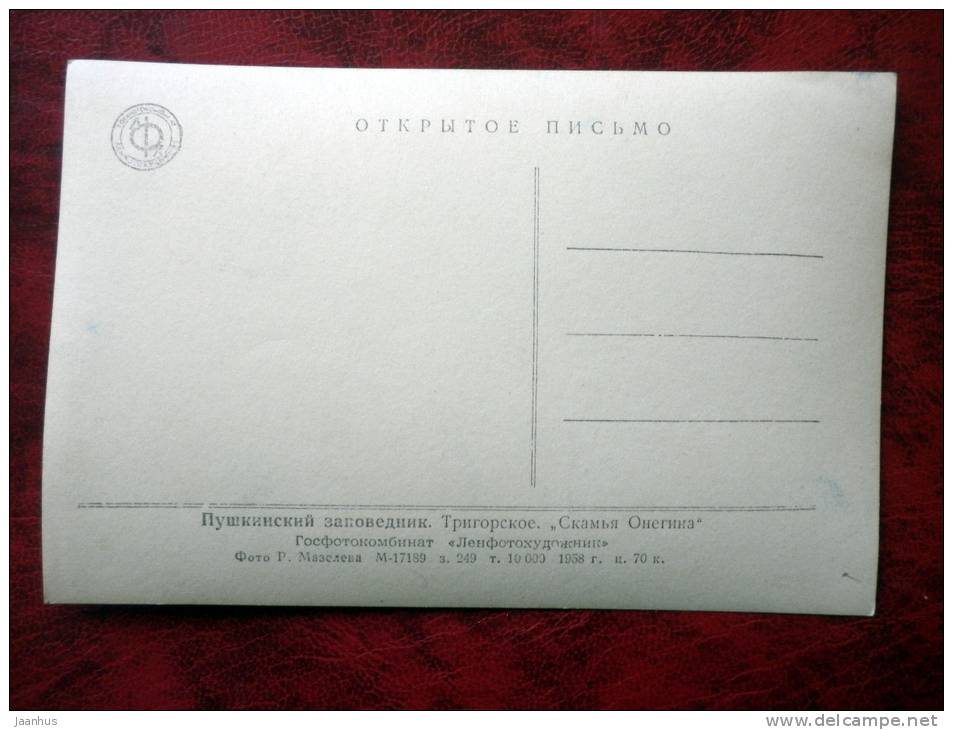 ОТКРЫТОЕ ПИСЬМО
Пушкинский заповедник. Тригорское. „Скамья Онегина“
Госфотокомбинат «Ленфотохудожник»
Фото Р. Мазелева М-17189 з. 249 т. 10 000 1958 г. ц. 70 к.
jaanhus
www.delcampe.net